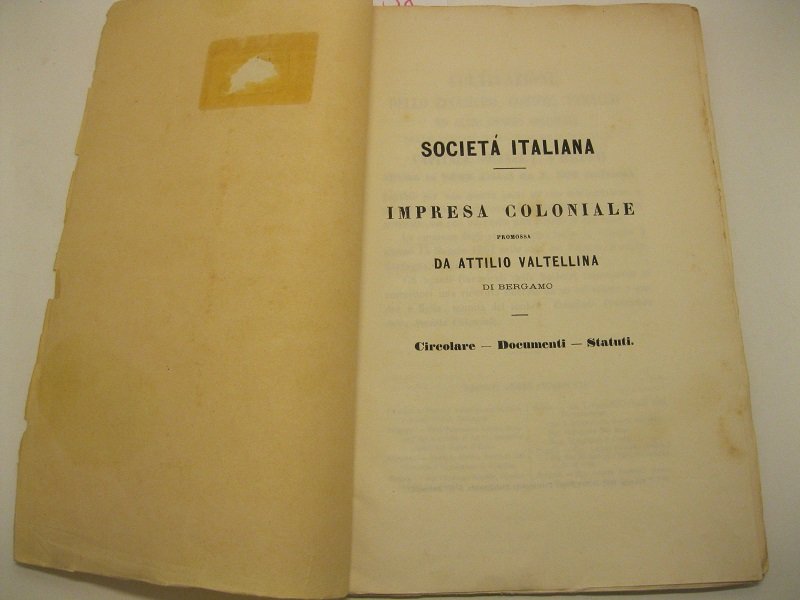 SOCIETÁ ITALIANA
IMPRESA COLONIALE
PROMOSSA
DA ATTILIO VALTELLINA
DI BERGAMO
Circolare — Documenti — Statuti.